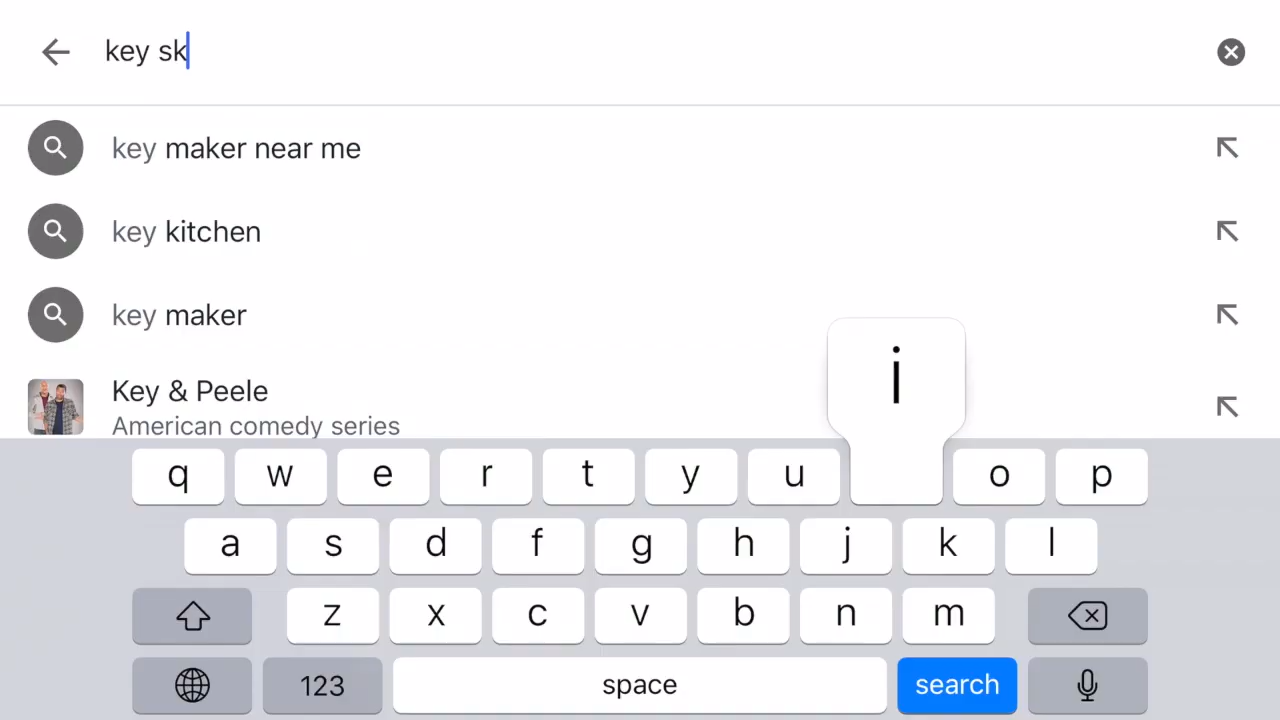 key sk
key maker near me
key kitchen
key maker
Key & Peele
American comedy series
i
q w e r t y u o p
a s d f g h j k l
z x c v b n m
123 space search